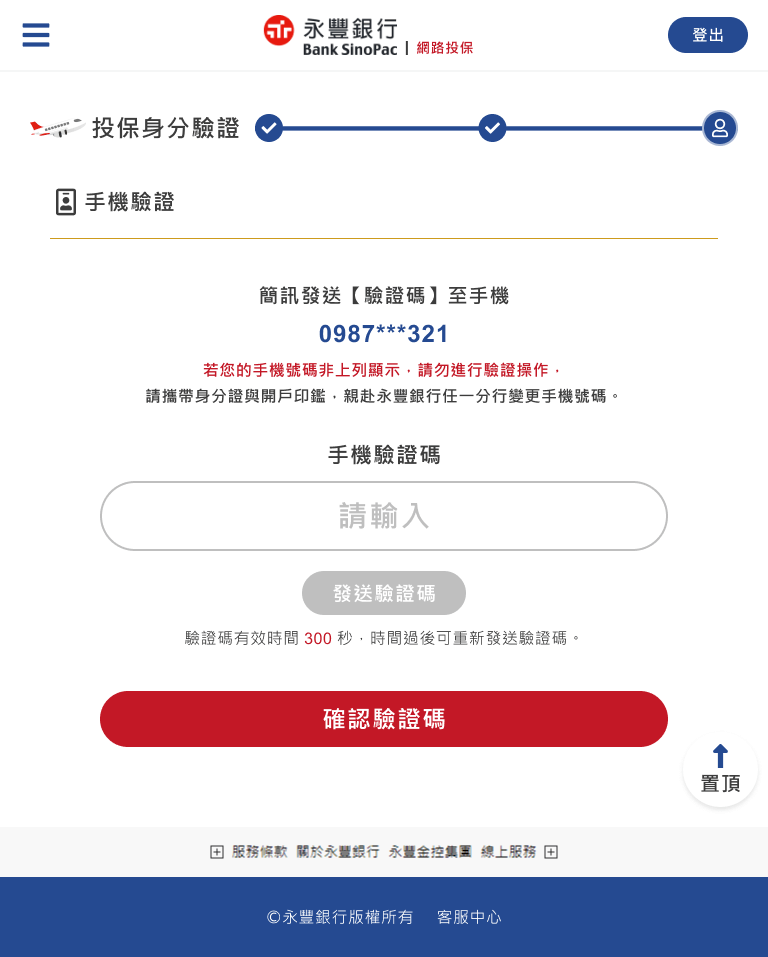 永豐銀行
Bank SinoPac | 網路投保
登出
投保身分驗證
手機驗證
簡訊發送【驗證碼】至手機
0987***321
若您的手機號碼非上列顯示，請勿進行驗證操作，
請攜帶身分證與開戶印鑑，親赴永豐銀行任一分行變更手機號碼。
手機驗證碼
請輸入
發送驗證碼
驗證碼有效時間 300 秒，時間過後可重新發送驗證碼。
確認驗證碼
置頂
服務條款 關於永豐銀行 永豐金控集團 線上服務
©永豐銀行版權所有 客服中心